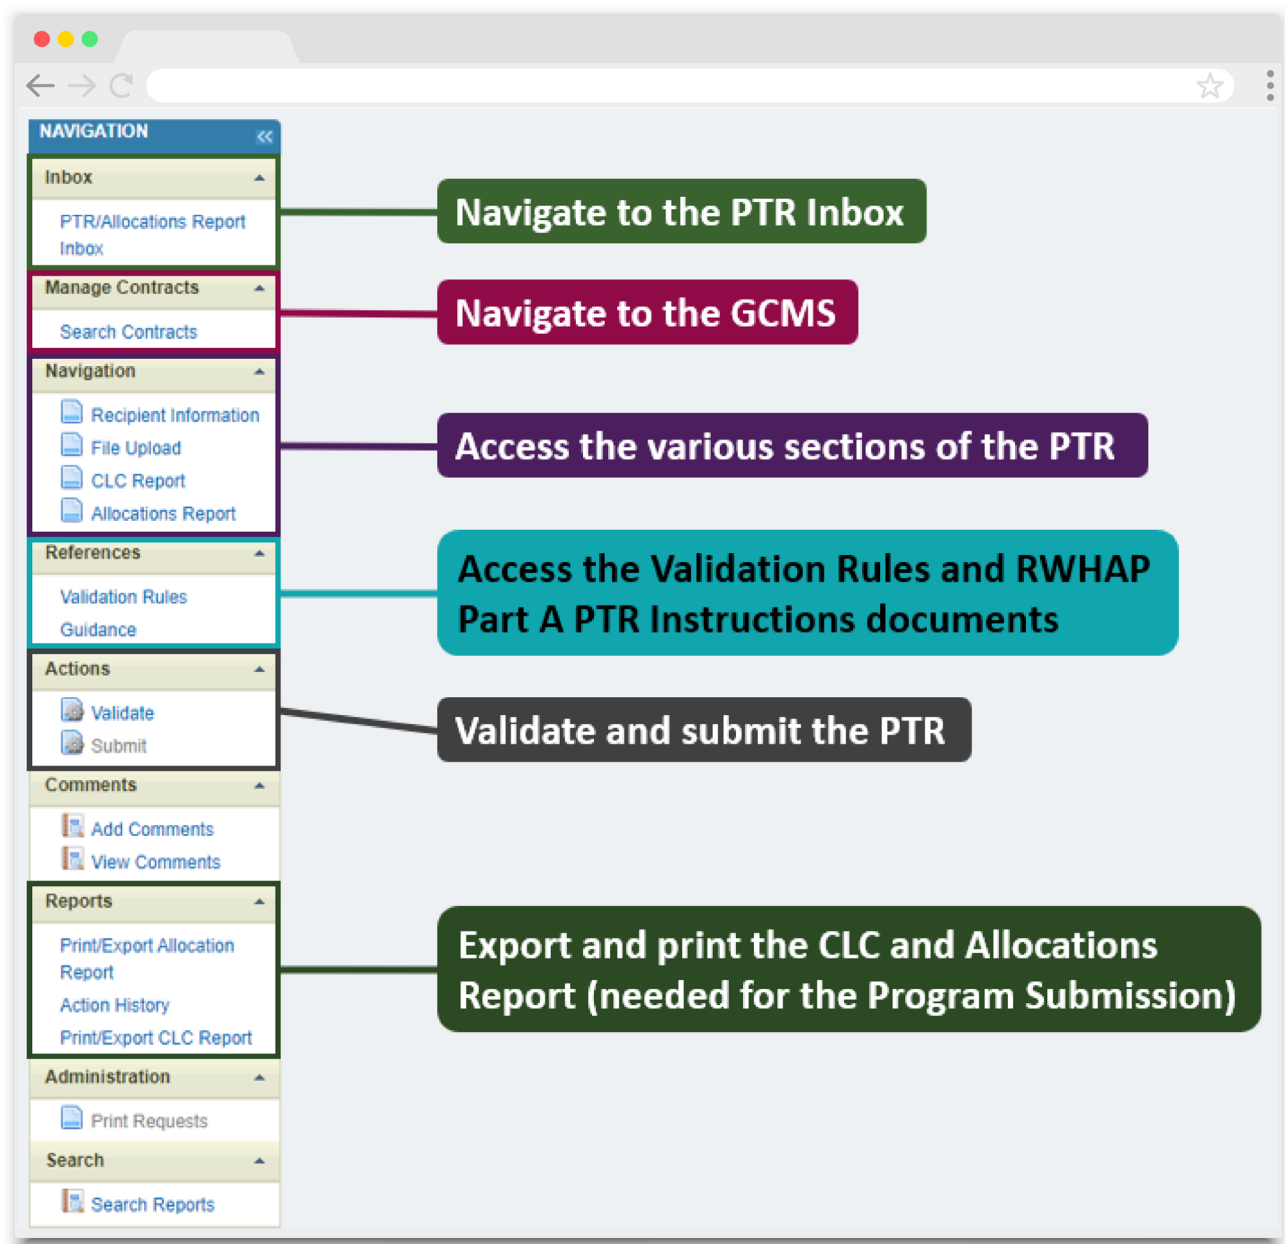 NAVIGATION
Inbox
PTR/Allocations Report
Inbox
Navigate to the PTR Inbox
Manage Contracts
Search Contracts
Navigate to the GCMS
Navigation
Recipient Information
File Upload
CLC Report
Allocations Report
Access the various sections of the PTR
References
Validation Rules
Guidance
Access the Validation Rules and RWHAP
Part A PTR Instructions documents
Actions
Validate
Submit
Validate and submit the PTR
Comments
Add Comments
View Comments
Reports
Print/Export Allocation
Report
Action History
Print/Export CLC Report
Export and print the CLC and Allocations
Report (needed for the Program Submission)
Administration
Print Requests
Search
Search Reports